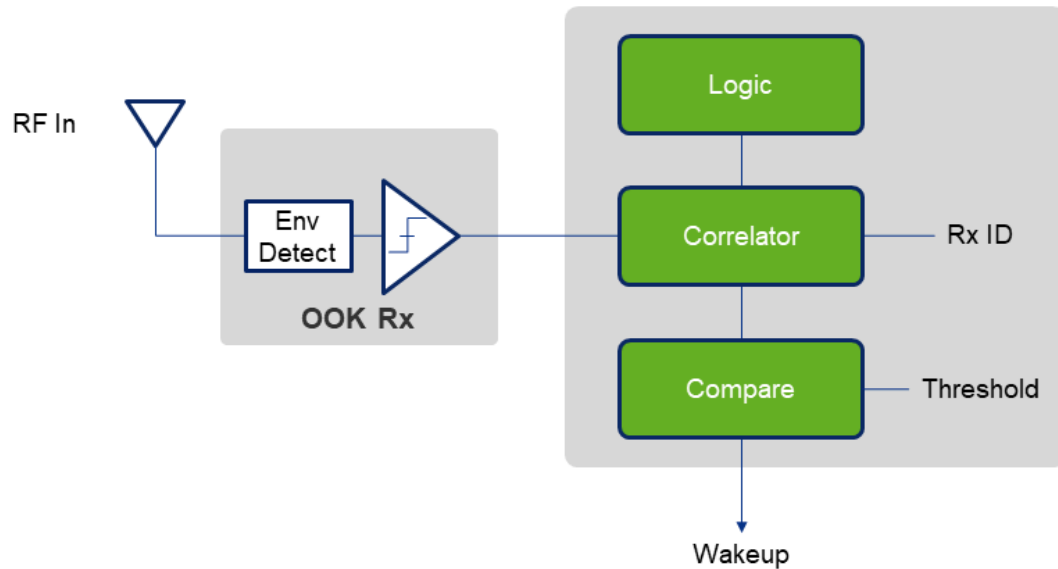 Logic
RF In
Env
Detect
Correlator
Rx ID
OOK Rx
Compare
Threshold
Wakeup